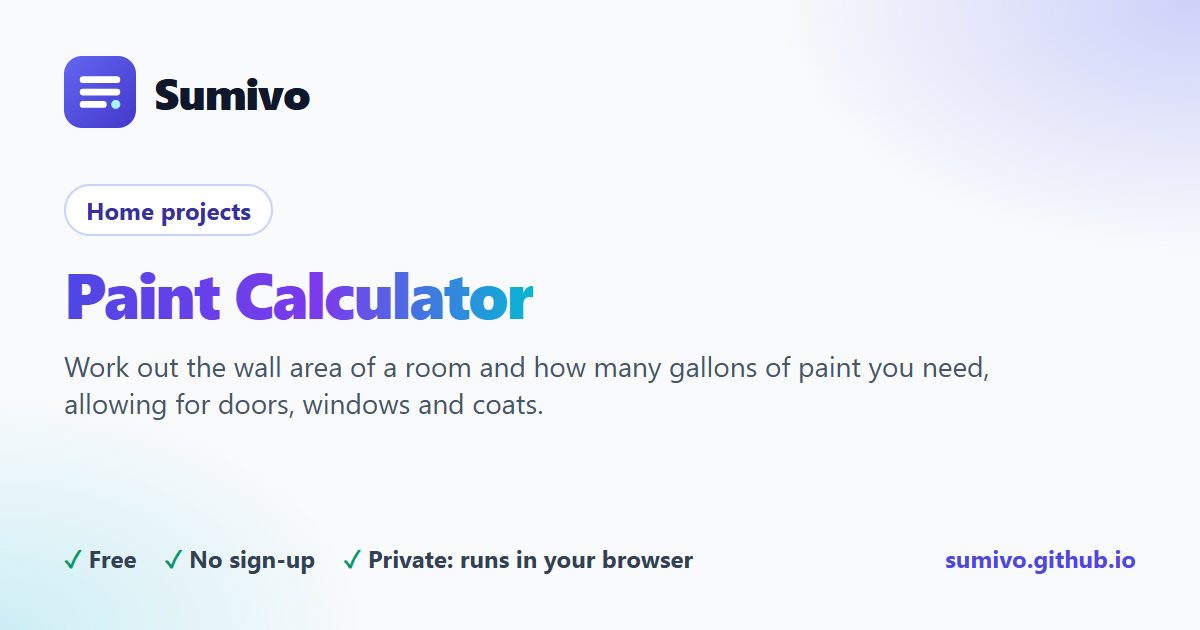 Sumivo
Home projects
Paint Calculator
Work out the wall area of a room and how many gallons of paint you need,
allowing for doors, windows and coats.
✓ Free ✓ No sign-up ✓ Private: runs in your browser
sumivo.github.io